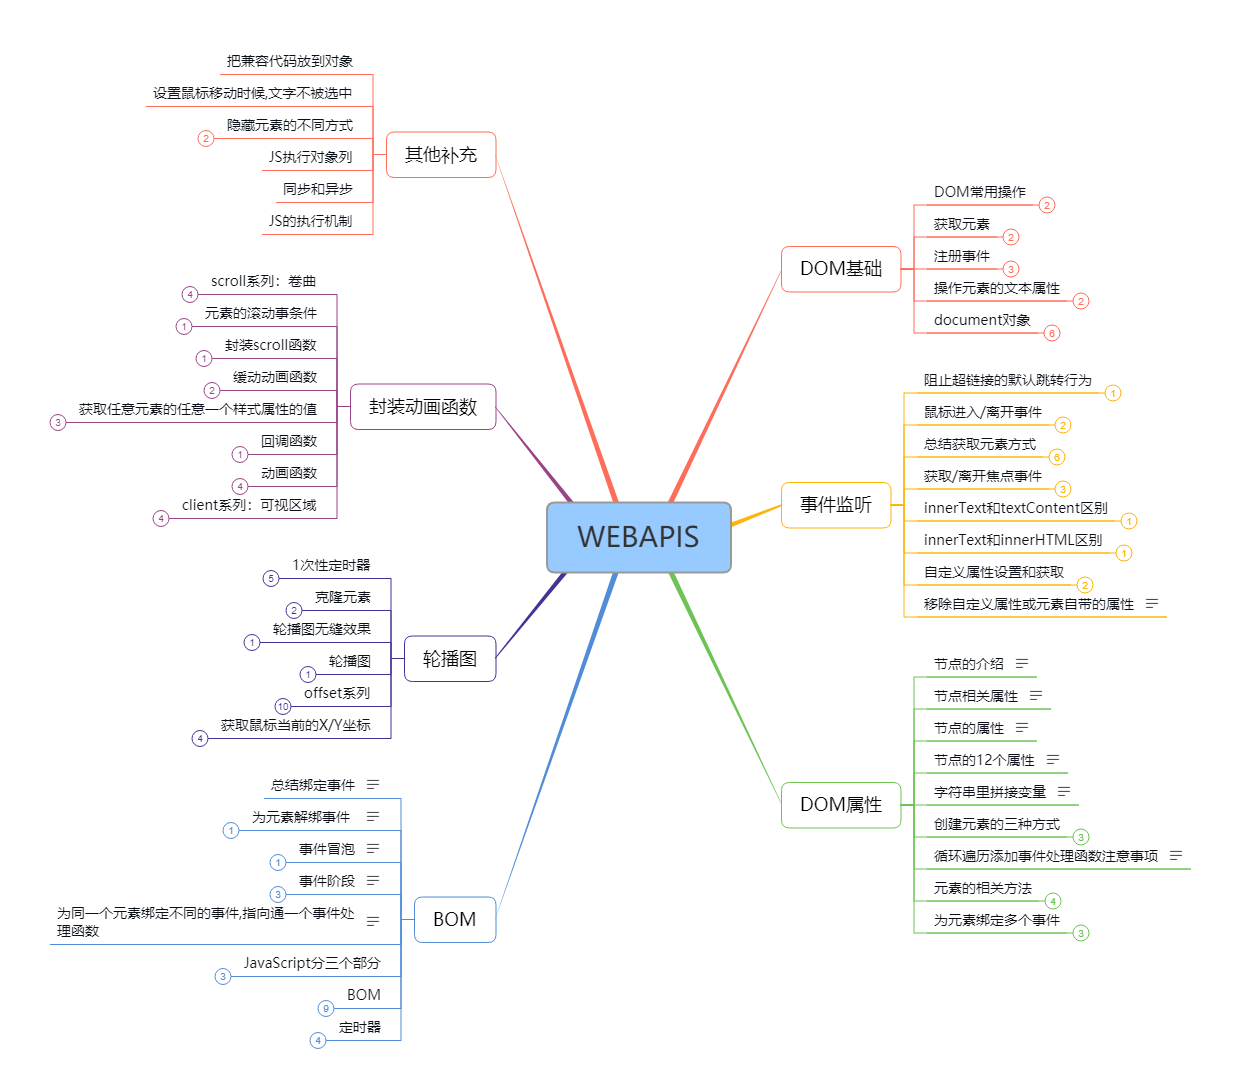 WEBAPIS
DOM基础
DOM常用操作
2
获取元素
2
注册事件
3
操作元素的文本属性
2
document对象
6
事件监听
阻止超链接的默认跳转行为
1
鼠标进入/离开事件
2
总结获取元素方式
6
获取/离开焦点事件
3
innerText和textContent区别
1
innerText和innerHTML区别
1
自定义属性设置和获取
2
移除自定义属性或元素自带的属性
DOM属性
节点的介绍
节点相关属性
节点的属性
节点的12个属性
字符串里拼接变量
创建元素的三种方式
3
循环遍历添加事件处理函数注意事项
元素的相关方法
4
为元素绑定多个事件
3
其他补充
把兼容代码放到对象
设置鼠标移动时候,文字不被选中
隐藏元素的不同方式
2
JS执行对象列
同步和异步
JS的执行机制
封装动画函数
scroll系列：卷曲
4
元素的滚动事条件
1
封装scroll函数
1
缓动动画函数
2
获取任意元素的任意一个样式属性的值
3
回调函数
1
动画函数
4
client系列：可视区域
4
轮播图
1次性定时器
5
克隆元素
2
轮播图无缝效果
1
轮播图
1
offset系列
10
获取鼠标当前的X/Y坐标
4
BOM
总结绑定事件
为元素解绑事件
1
事件冒泡
1
事件阶段
3
为同一个元素绑定不同的事件,指向通一个事件处
理函数
JavaScript分三个部分
3
BOM
9
定时器
4